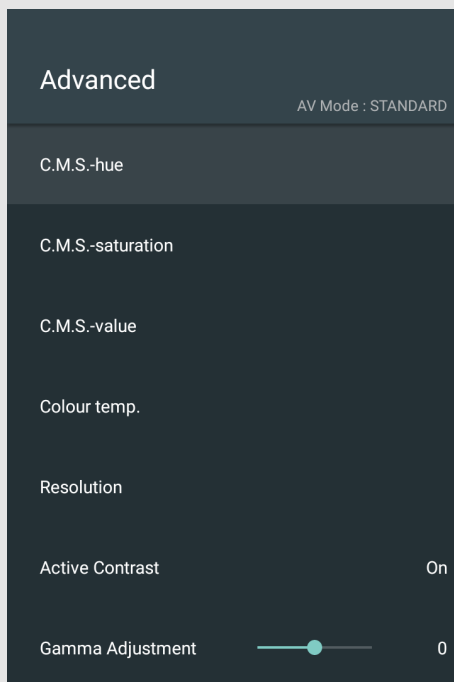 Advanced
AV Mode : STANDARD
C.M.S.-hue
C.M.S.-saturation
C.M.S.-value
Colour temp.
Resolution
Active Contrast On
Gamma Adjustment 0